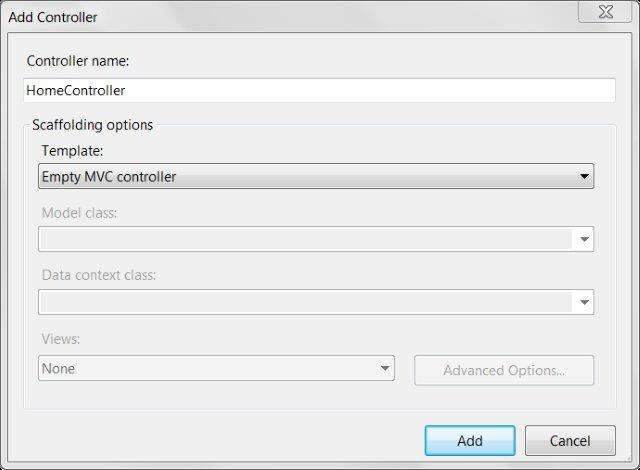 Add Controller
Controller name:
HomeController
Scaffolding options
Template:
Empty MVC controller
Model class:
Data context class:
Views:
None
Advanced Options...
Add
Cancel